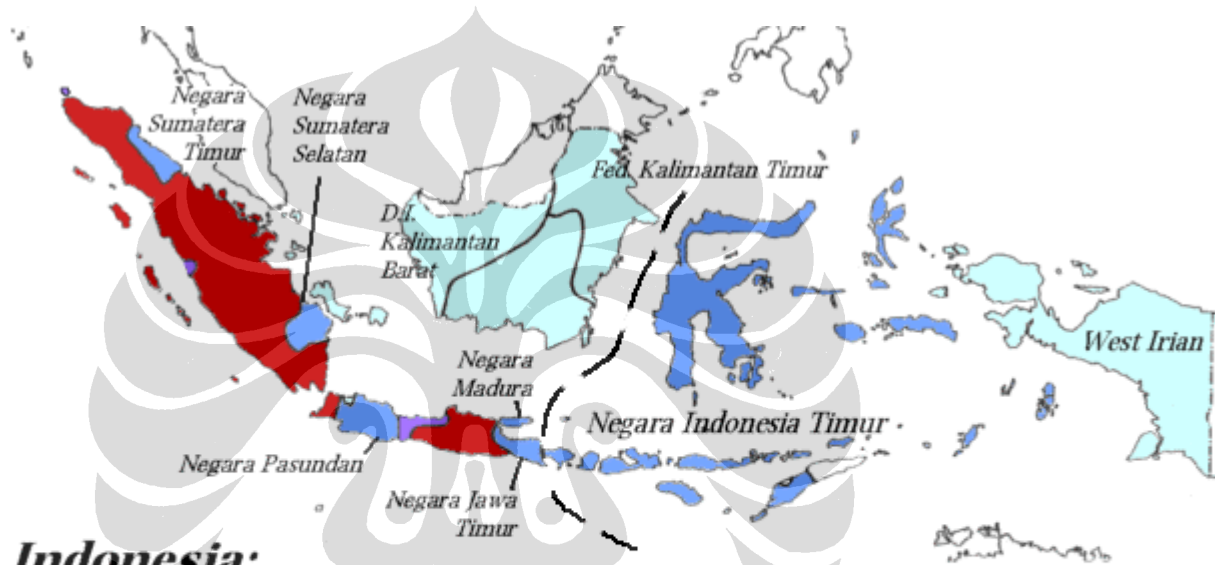 Negara
Sumatera
Timur
Negara
Sumatera
Selatan
Fed. Kalimantan Timur
D.I.
Kalimantan
Barat
West Irian
Negara
Madura
Negara Indonesia Timur
Negara Pasundan
Negara Jawa
Timur
Indonesia: